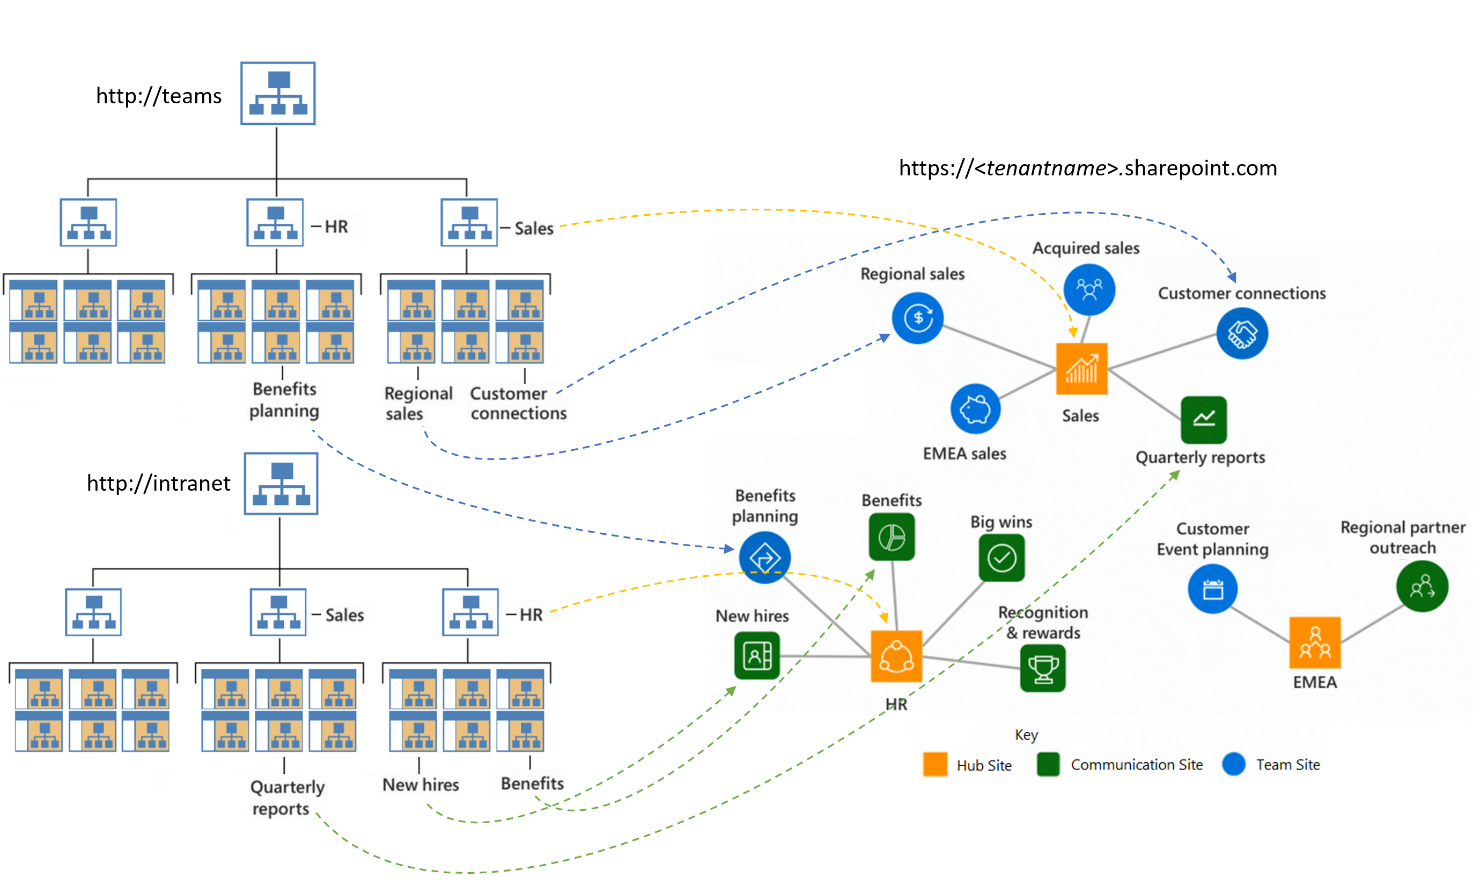 http://teams
HR
Sales
Benefits
planning
Regional
sales
Customer
connections
http://intranet
Sales
HR
Quarterly
reports
New hires
Benefits
https://<tenantname>.sharepoint.com
Acquired sales
Regional sales
Customer connections
Sales
EMEA sales
Quarterly reports
Benefits
planning
Benefits
Big wins
New hires
Recognition
& rewards
HR
Customer
Event planning
Regional partner
outreach
EMEA
Key
Hub Site
Communication Site
Team Site